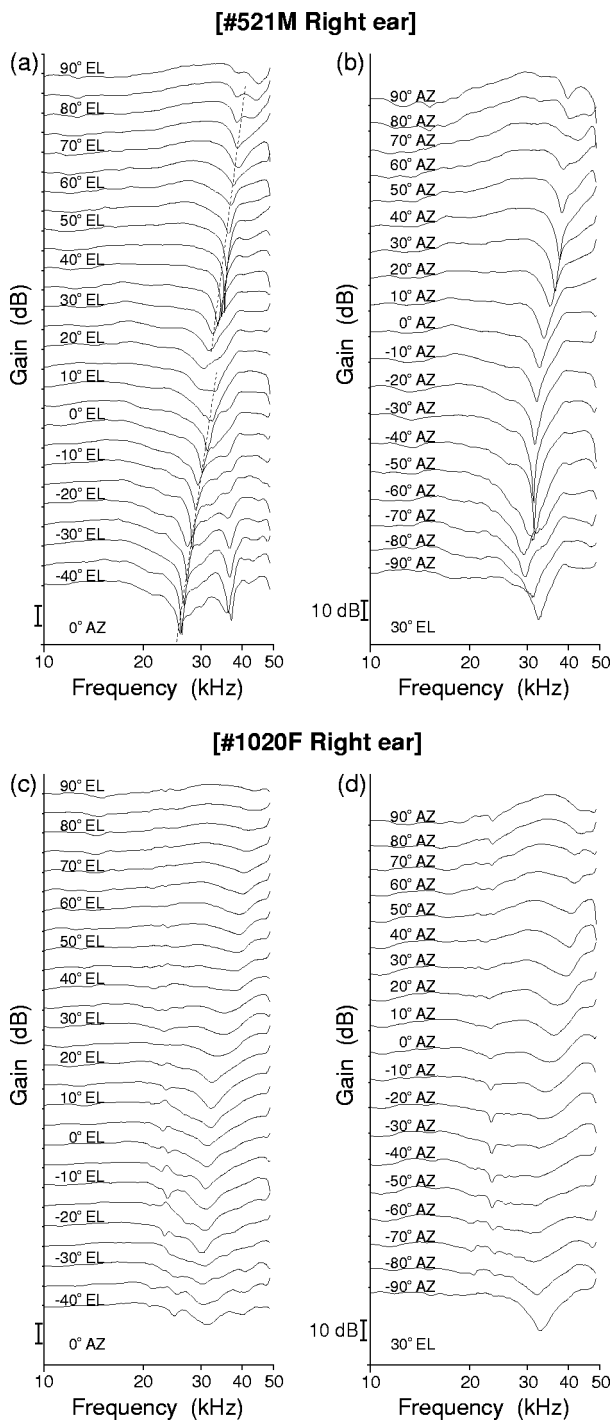 [#521M Right ear]
(a)
90° EL
80° EL
70° EL
60° EL
50° EL
40° EL
30° EL
20° EL
10° EL
0° EL
-10° EL
-20° EL
-30° EL
-40° EL
0° AZ
Gain (dB)
10 20 30 40 50
Frequency (kHz)
(b)
90° AZ
80° AZ
70° AZ
60° AZ
50° AZ
40° AZ
30° AZ
20° AZ
10° AZ
0° AZ
-10° AZ
-20° AZ
-30° AZ
-40° AZ
-50° AZ
-60° AZ
-70° AZ
-80° AZ
-90° AZ
10 dB
30° EL
Gain (dB)
10 20 30 40 50
Frequency (kHz)
[#1020F Right ear]
(c)
90° EL
80° EL
70° EL
60° EL
50° EL
40° EL
30° EL
20° EL
10° EL
0° EL
-10° EL
-20° EL
-30° EL
-40° EL
0° AZ
Gain (dB)
10 20 30 40 50
Frequency (kHz)
(d)
90° AZ
80° AZ
70° AZ
60° AZ
50° AZ
40° AZ
30° AZ
20° AZ
10° AZ
0° AZ
-10° AZ
-20° AZ
-30° AZ
-40° AZ
-50° AZ
-60° AZ
-70° AZ
-80° AZ
-90° AZ
10 dB
30° EL
Gain (dB)
10 20 30 40 50
Frequency (kHz)